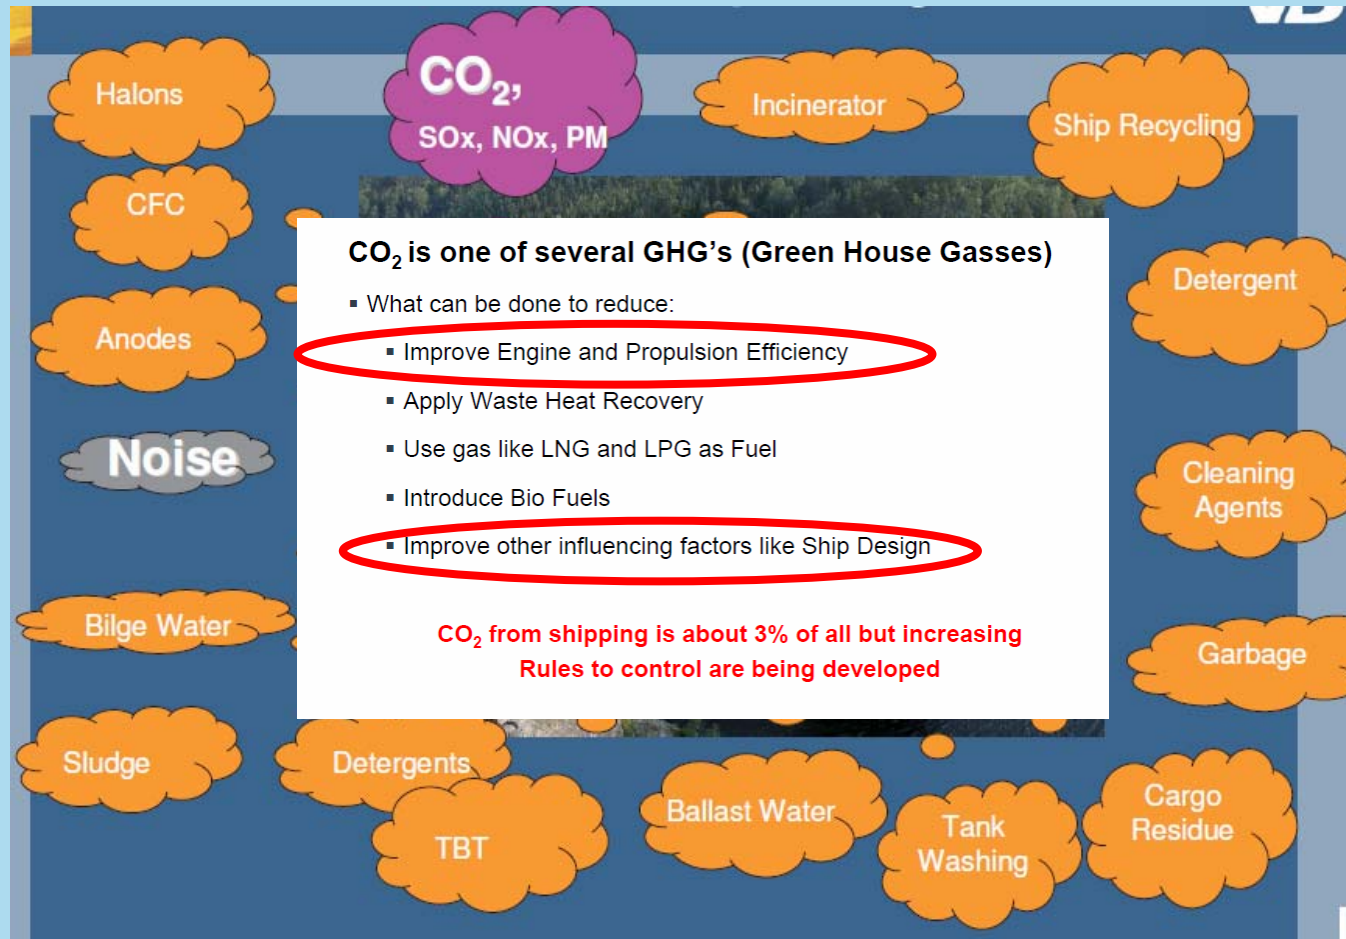 Halons
CO₂,
SOx, NOx, PM
Incinerator
Ship Recycling
CFC
CO₂ is one of several GHG's (Green House Gasses)
▪ What can be done to reduce:
▪ Improve Engine and Propulsion Efficiency
▪ Apply Waste Heat Recovery
▪ Use gas like LNG and LPG as Fuel
▪ Introduce Bio Fuels
▪ Improve other influencing factors like Ship Design
CO₂ from shipping is about 3% of all but increasing
Rules to control are being developed
Detergent
Anodes
Noise
Cleaning
Agents
Bilge Water
Garbage
Sludge
Detergents
TBT
Ballast Water
Tank
Washing
Cargo
Residue